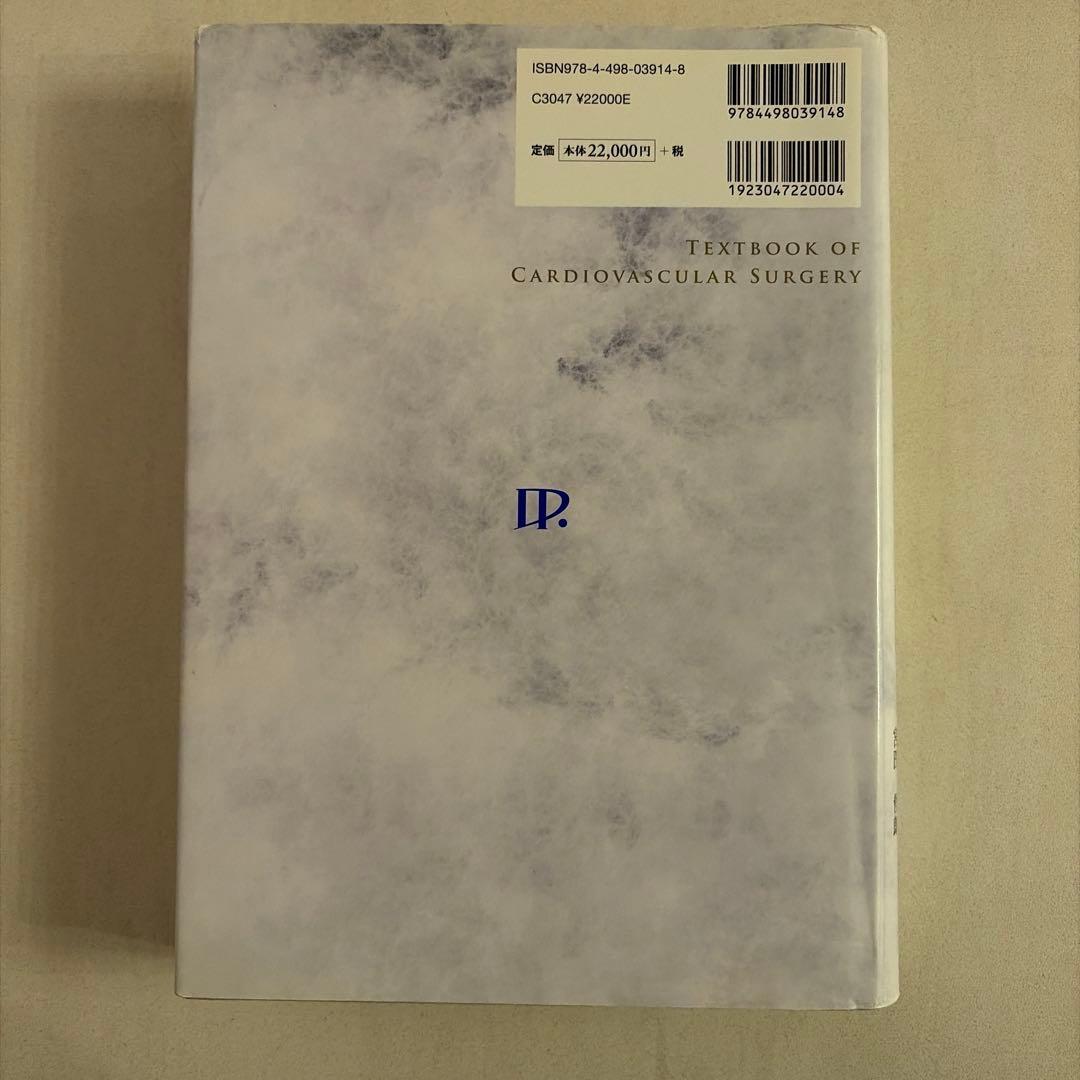 ISBN978-4-498-03914-8
C3047 ¥22000E
定価 本体22,000円 + 税
9784498039148
1923047220004
TEXTBOOK OF
CARDIOVASCULAR SURGERY